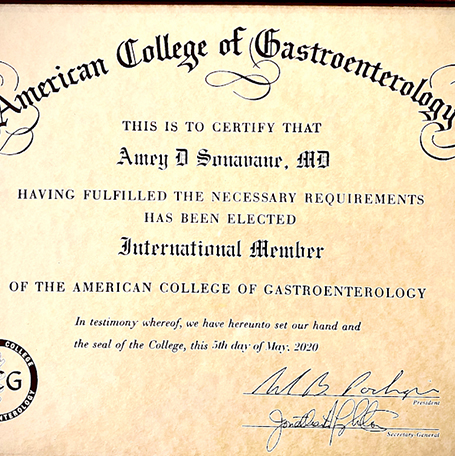 American College of Gastroenterology
THIS IS TO CERTIFY THAT
Amey D Sonavane, MD
HAVING FULFILLED THE NECESSARY REQUIREMENTS
HAS BEEN ELECTED
International Member
OF THE AMERICAN COLLEGE OF GASTROENTEROLOGY
In testimony whereof, we have hereunto set our hand and
the seal of the College, this 5th day of May, 2020
COLLEGE
CG
President
Secretary General